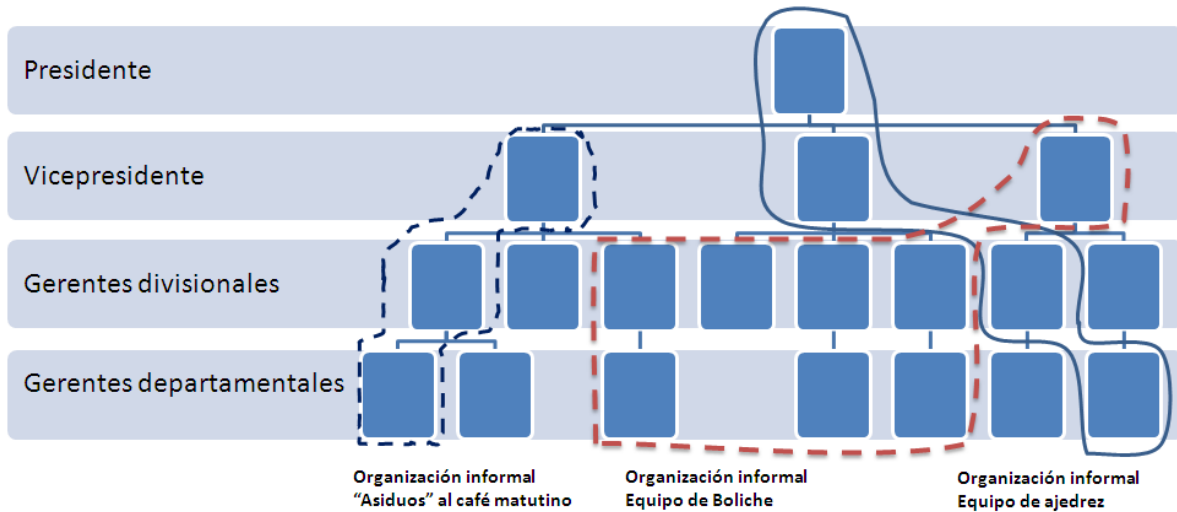 Presidente
Vicepresidente
Gerentes divisionales
Gerentes departamentales
Organización informal
“Asiduos” al café matutino
Organización informal
Equipo de Boliche
Organización informal
Equipo de ajedrez